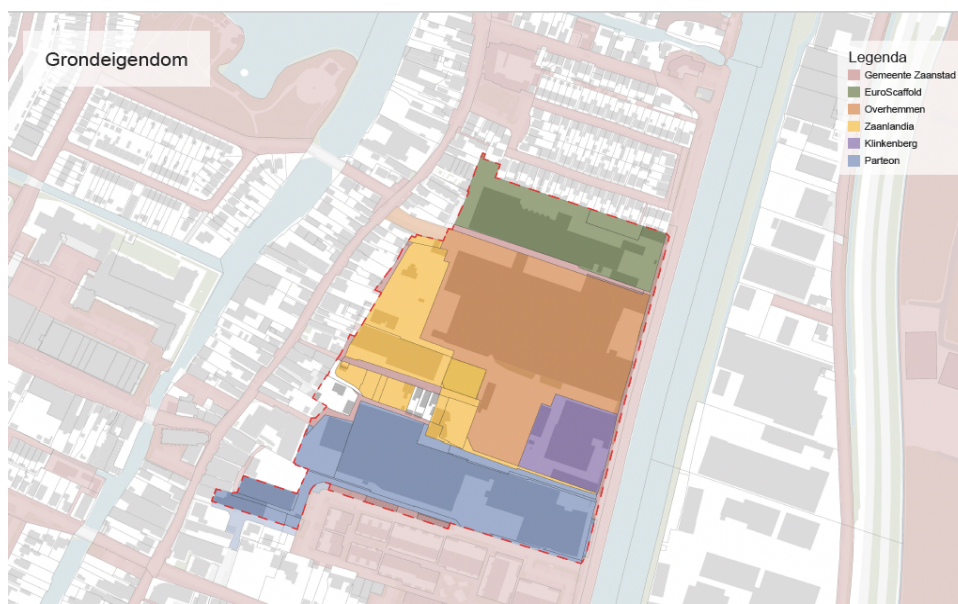 Grondeigendom
Legenda
Gemeente Zaanstad
EuroScaffold
Overhemmen
Zaanlandia
Klinkenberg
Parteon